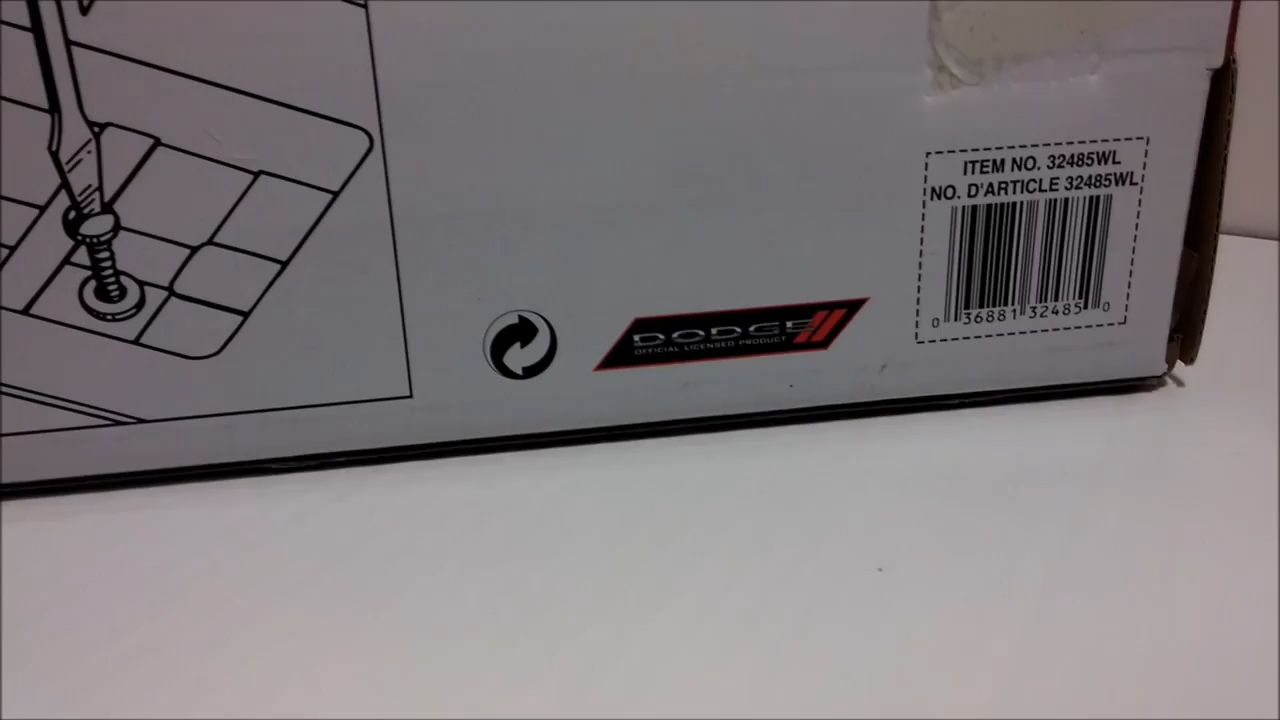 ITEM NO. 32485WL
NO. D'ARTICLE 32485WL
0 36881 32485 0
DODGE
OFFICIAL LICENSED PRODUCT